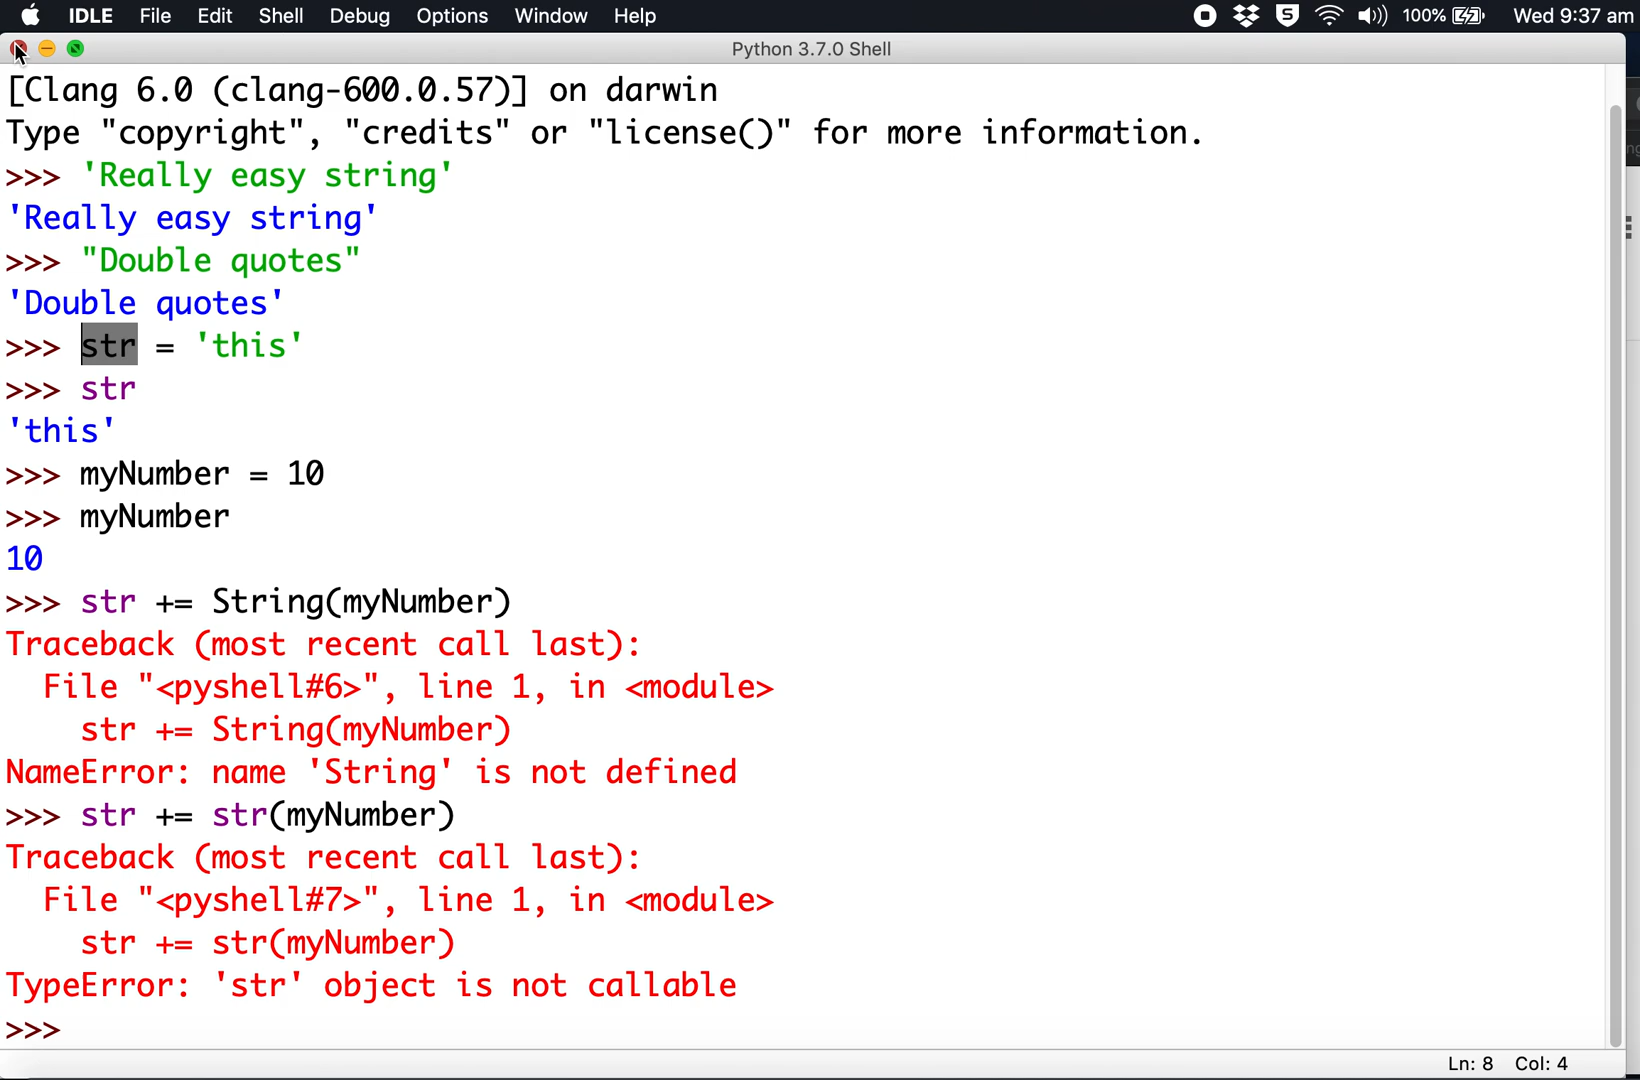 IDLE File Edit Shell Debug Options Window Help 100% Wed 9:37 am
Python 3.7.0 Shell
[Clang 6.0 (clang-600.0.57)] on darwin
Type "copyright", "credits" or "license()" for more information.
>>> 'Really easy string'
'Really easy string'
>>> "Double quotes"
'Double quotes'
>>> str = 'this'
>>> str
'this'
>>> myNumber = 10
>>> myNumber
10
>>> str += String(myNumber)
Traceback (most recent call last):
  File "<pyshell#6>", line 1, in <module>
    str += String(myNumber)
NameError: name 'String' is not defined
>>> str += str(myNumber)
Traceback (most recent call last):
  File "<pyshell#7>", line 1, in <module>
    str += str(myNumber)
TypeError: 'str' object is not callable
>>>
Ln: 8 Col: 4